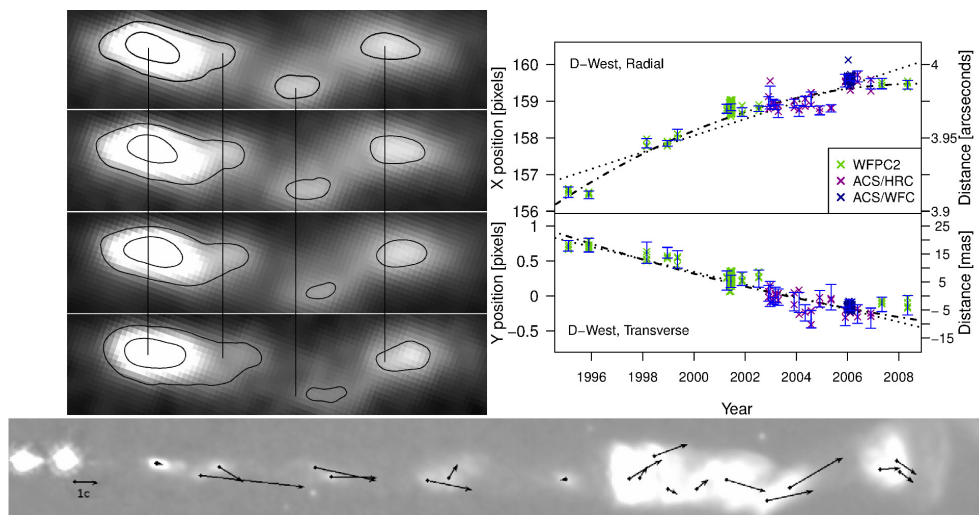 D-West, Radial
X position [pixels]
160
159
158
157
156
4
3.95
3.9
Distance [arcseconds]
WFPC2
ACS/HRC
ACS/WFC
Y position [pixels]
1
0.5
0
−0.5
25
15
5
−5
−15
Distance [mas]
D-West, Transverse
1996 1998 2000 2002 2004 2006 2008
Year
1c